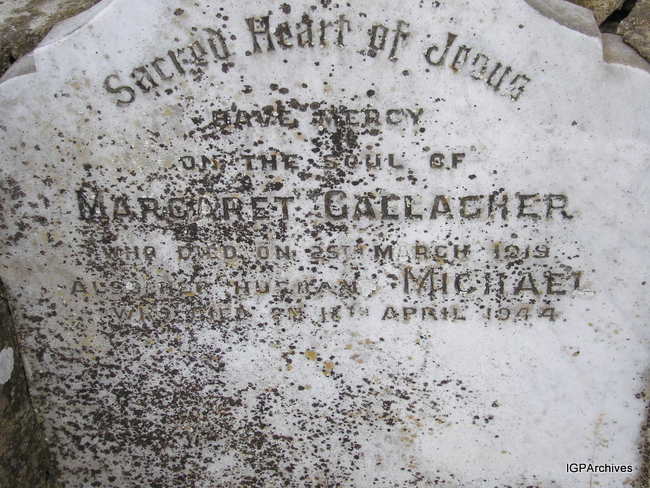 Sacred Heart of Jesus
HAVE MERCY
ON THE SOUL OF
MARGARET GALLAGHER
WHO DIED ON 25TH MARCH 1919
ALSO HER HUSBAND MICHAEL
WHO DIED ON 18TH APRIL 1944
IGPArchives